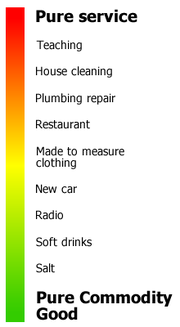 Pure service
Teaching
House cleaning
Plumbing repair
Restaurant
Made to measure
clothing
New car
Radio
Soft drinks
Salt
Pure Commodity
Good